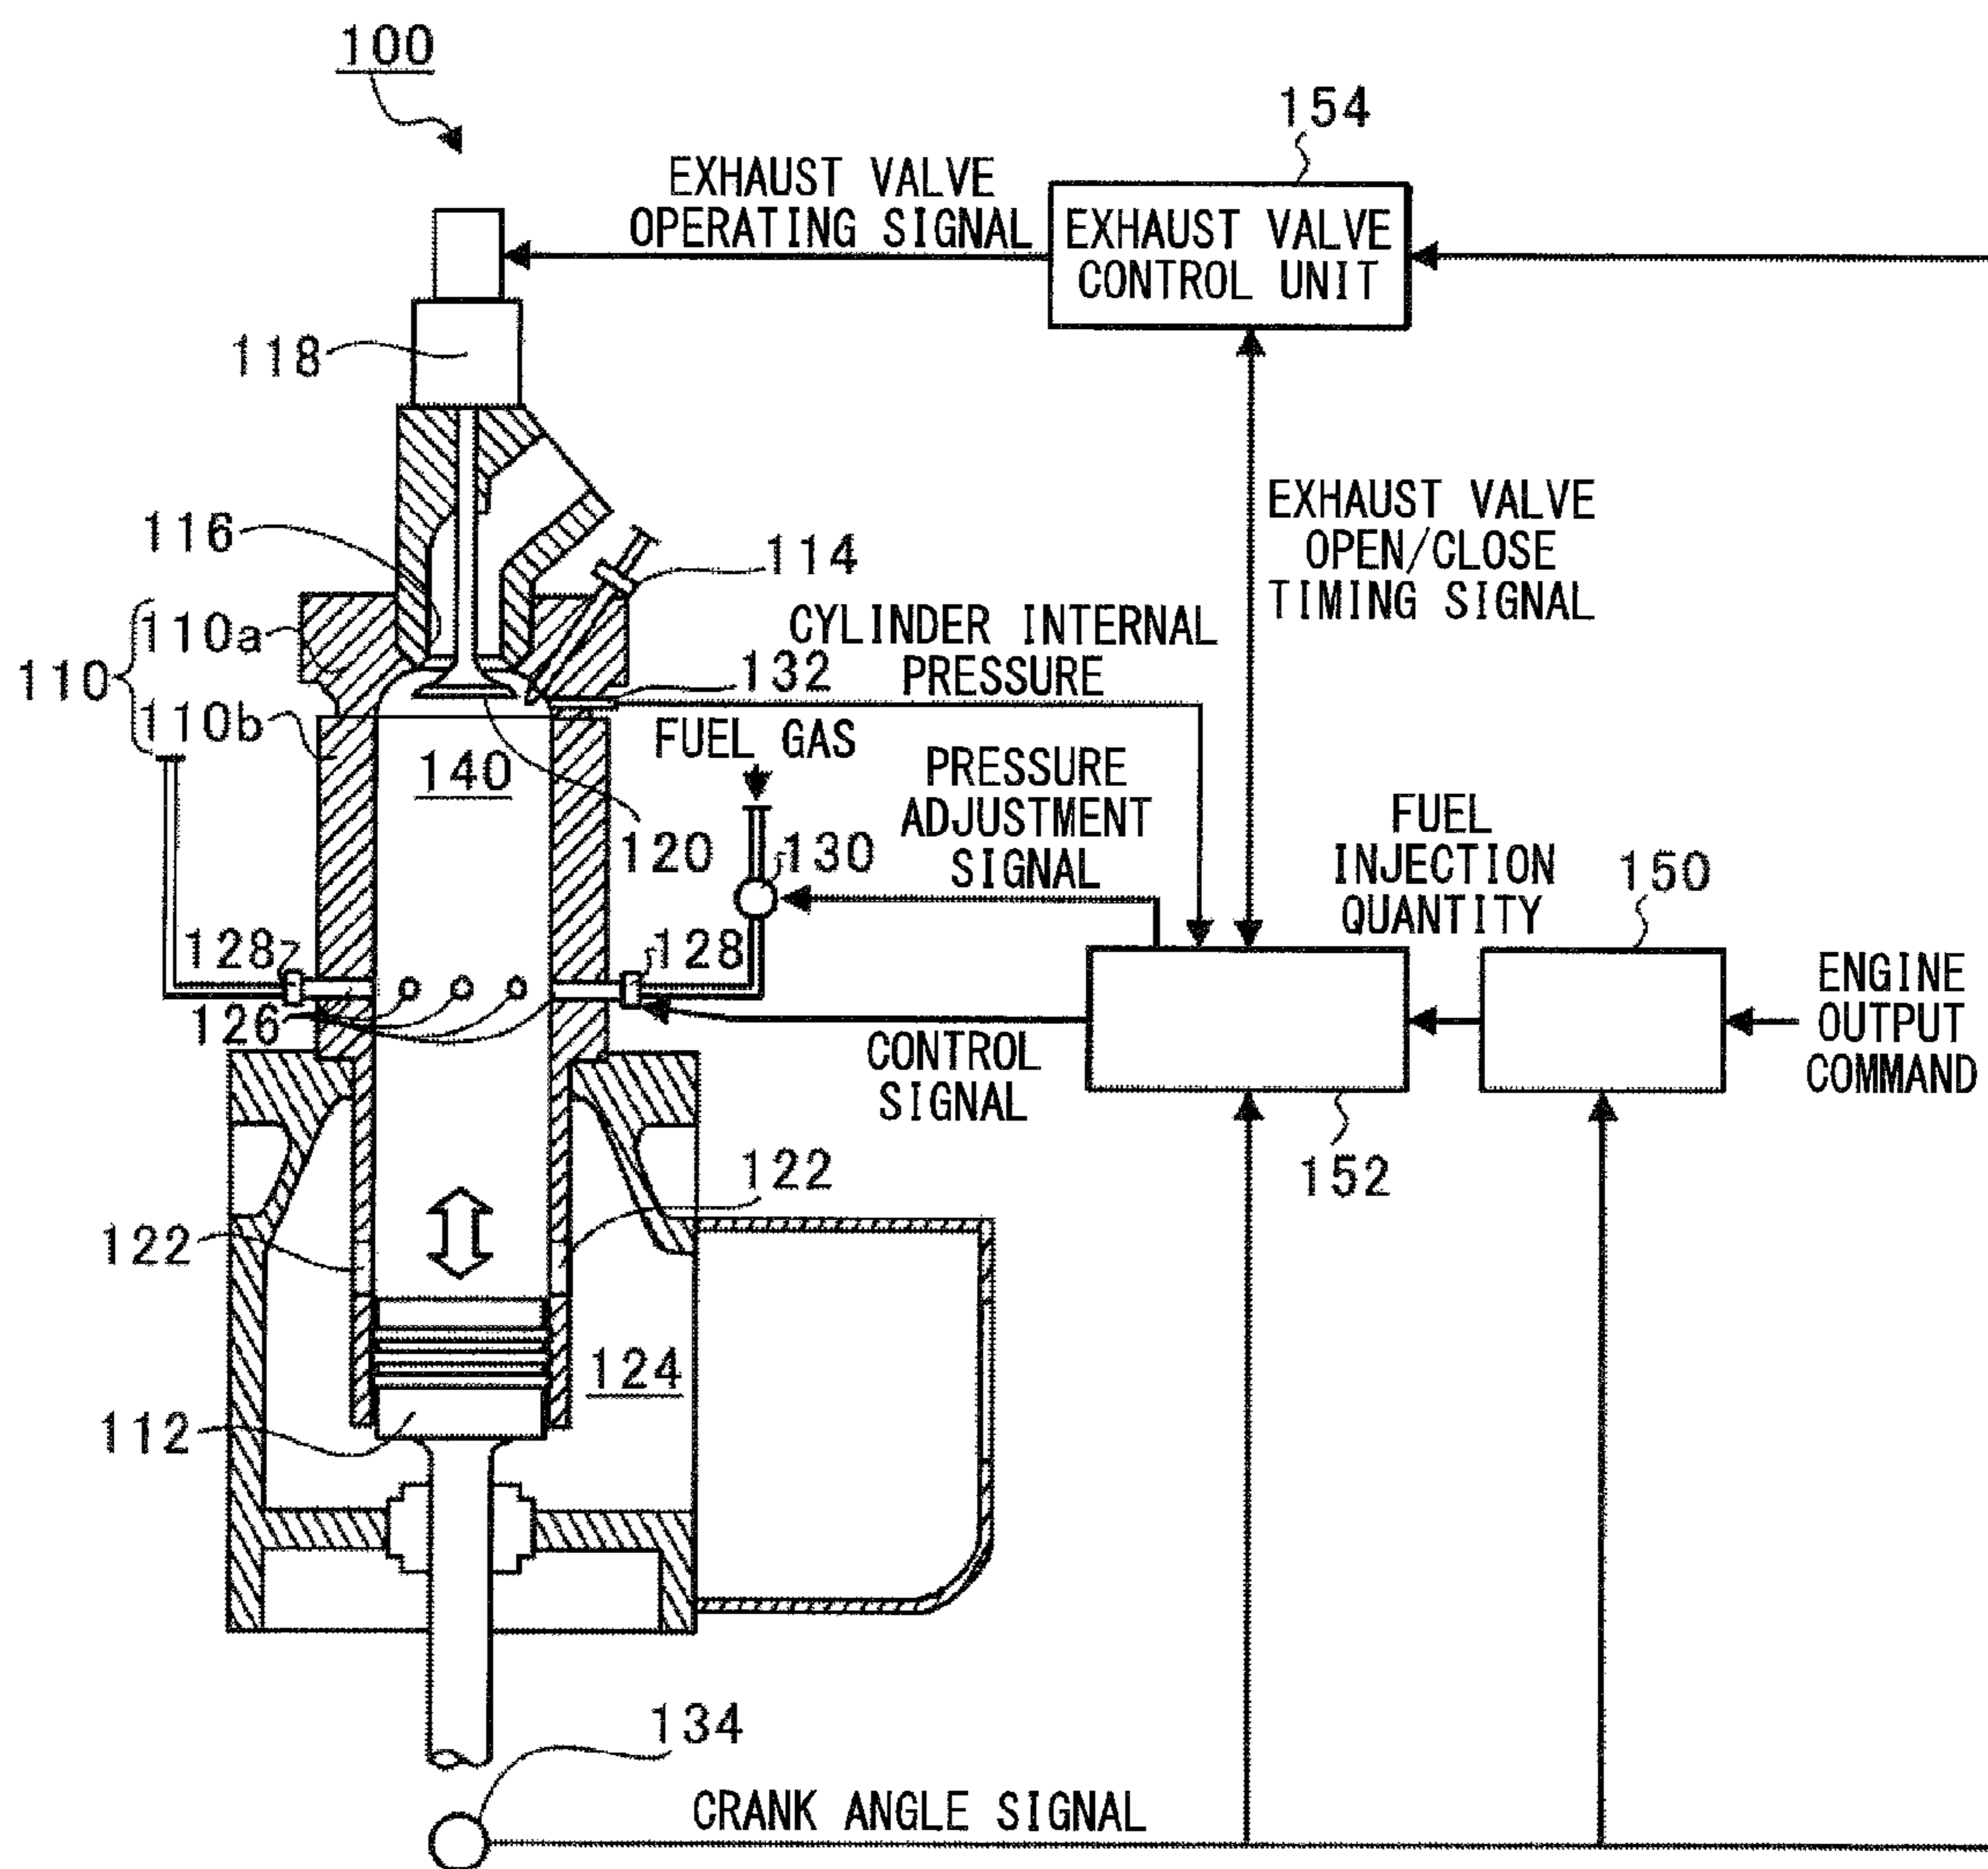 100
154
EXHAUST VALVE
OPERATING SIGNAL
EXHAUST VALVE
CONTROL UNIT
118
116
114
EXHAUST VALVE
OPEN/CLOSE
TIMING SIGNAL
110
110a
110b
CYLINDER INTERNAL
PRESSURE
132
FUEL GAS
140
120
130
PRESSURE
ADJUSTMENT
SIGNAL
FUEL
INJECTION
QUANTITY
150
128
128
126
CONTROL
SIGNAL
ENGINE
OUTPUT
COMMAND
152
122
122
124
112
134
CRANK ANGLE SIGNAL